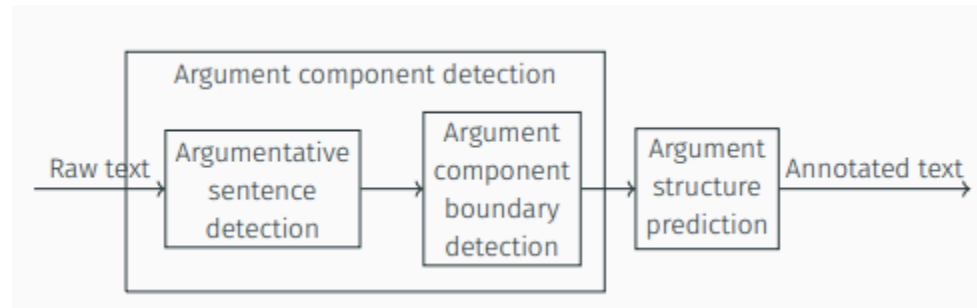 Argument component detection
Raw text
Argumentative
sentence
detection
Argument
component
boundary
detection
Argument
structure
prediction
Annotated text